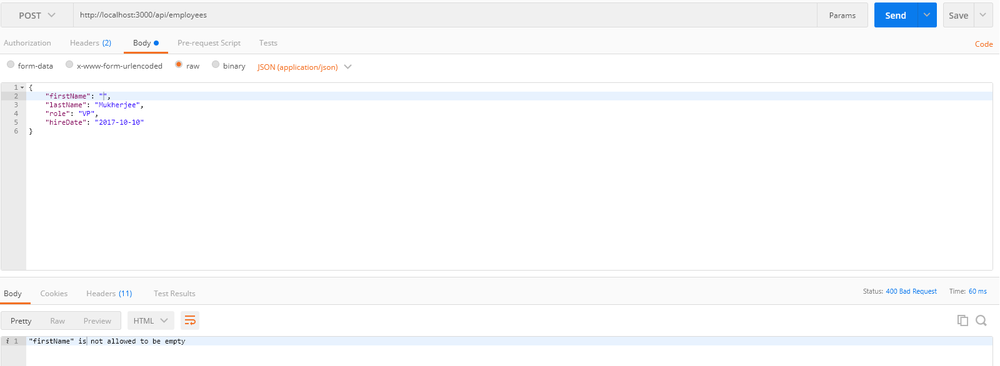 POST http://localhost:3000/api/employees Params Send Save
Authorization Headers (2) Body Pre-request Script Tests Code
form-data x-www-form-urlencoded raw binary JSON (application/json)
1 {
2 "firstName": "",
3 "lastName": "Mukherjee",
4 "role": "VP",
5 "hireDate": "2017-10-10"
6 }
Body Cookies Headers (11) Test Results Status: 400 Bad Request Time: 60 ms
Pretty Raw Preview HTML
i 1 "firstName" is not allowed to be empty